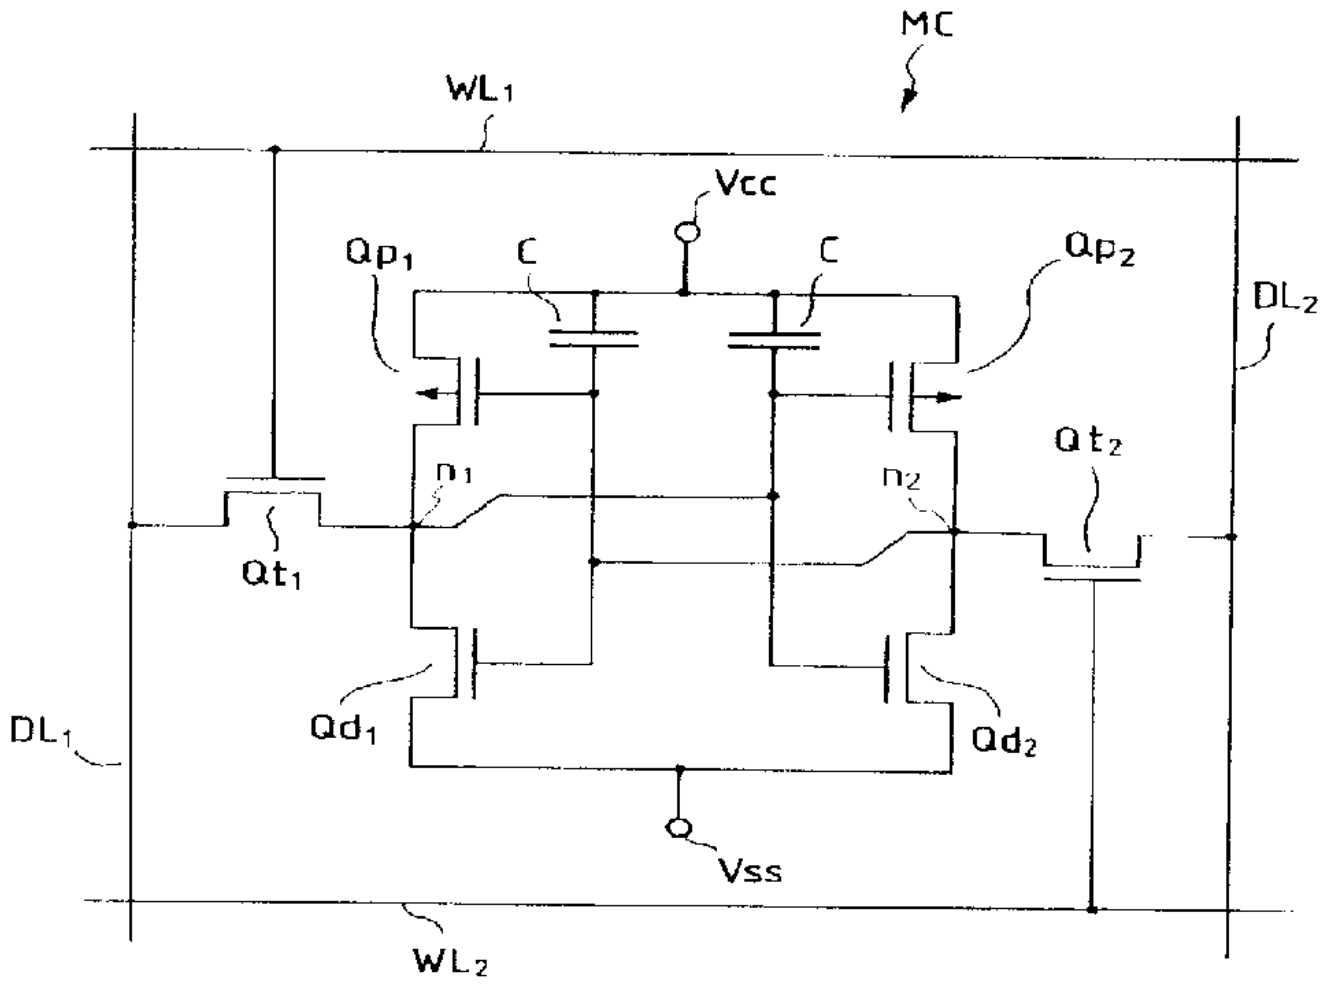 MC
WL₁
Vcc
Qp₁
C
C
Qp₂
DL₂
n₁
n₂
Qt₂
Qt₁
DL₁
Qd₁
Qd₂
Vss
WL₂